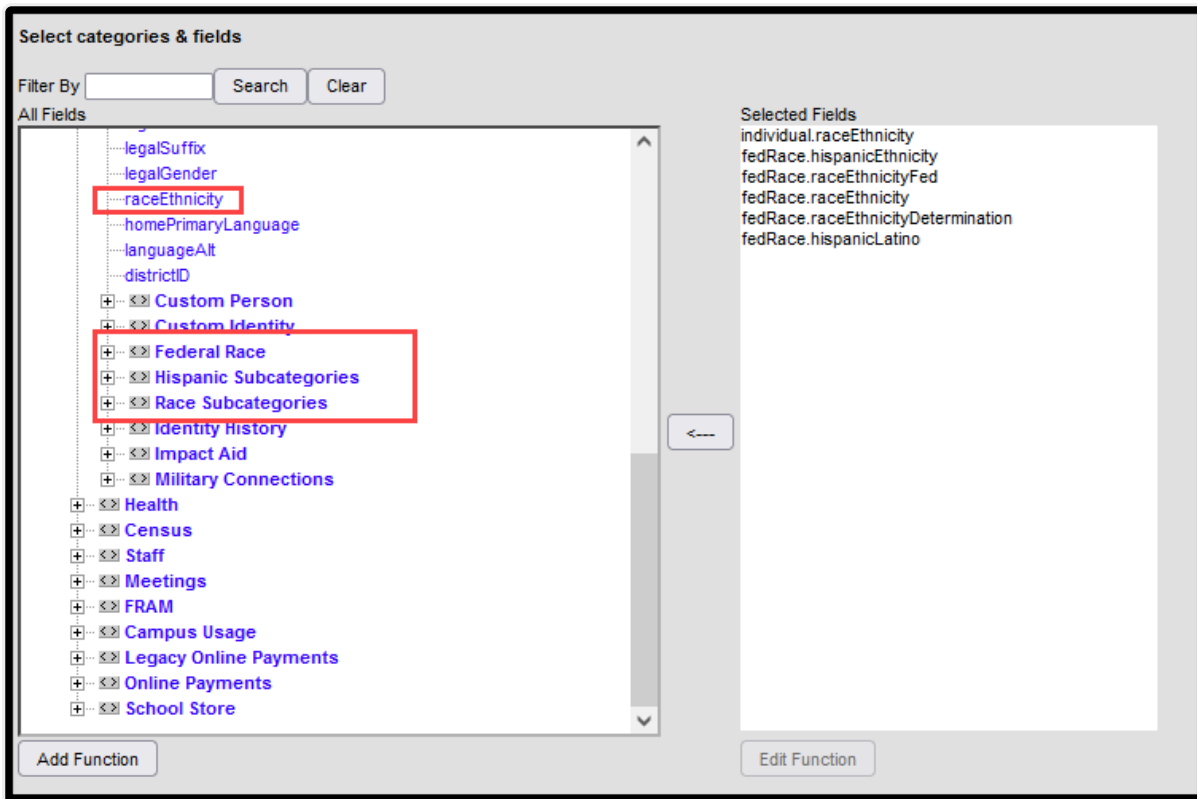 Select categories & fields
Filter By
Search
Clear
All Fields
legalSuffix
legalGender
raceEthnicity
homePrimaryLanguage
languageAlt
districtID
Custom Person
Custom Identity
Federal Race
Hispanic Subcategories
Race Subcategories
Identity History
Impact Aid
Military Connections
Health
Census
Staff
Meetings
FRAM
Campus Usage
Legacy Online Payments
Online Payments
School Store
Add Function
<---
Selected Fields
individual.raceEthnicity
fedRace.hispanicEthnicity
fedRace.raceEthnicityFed
fedRace.raceEthnicity
fedRace.raceEthnicityDetermination
fedRace.hispanicLatino
Edit Function